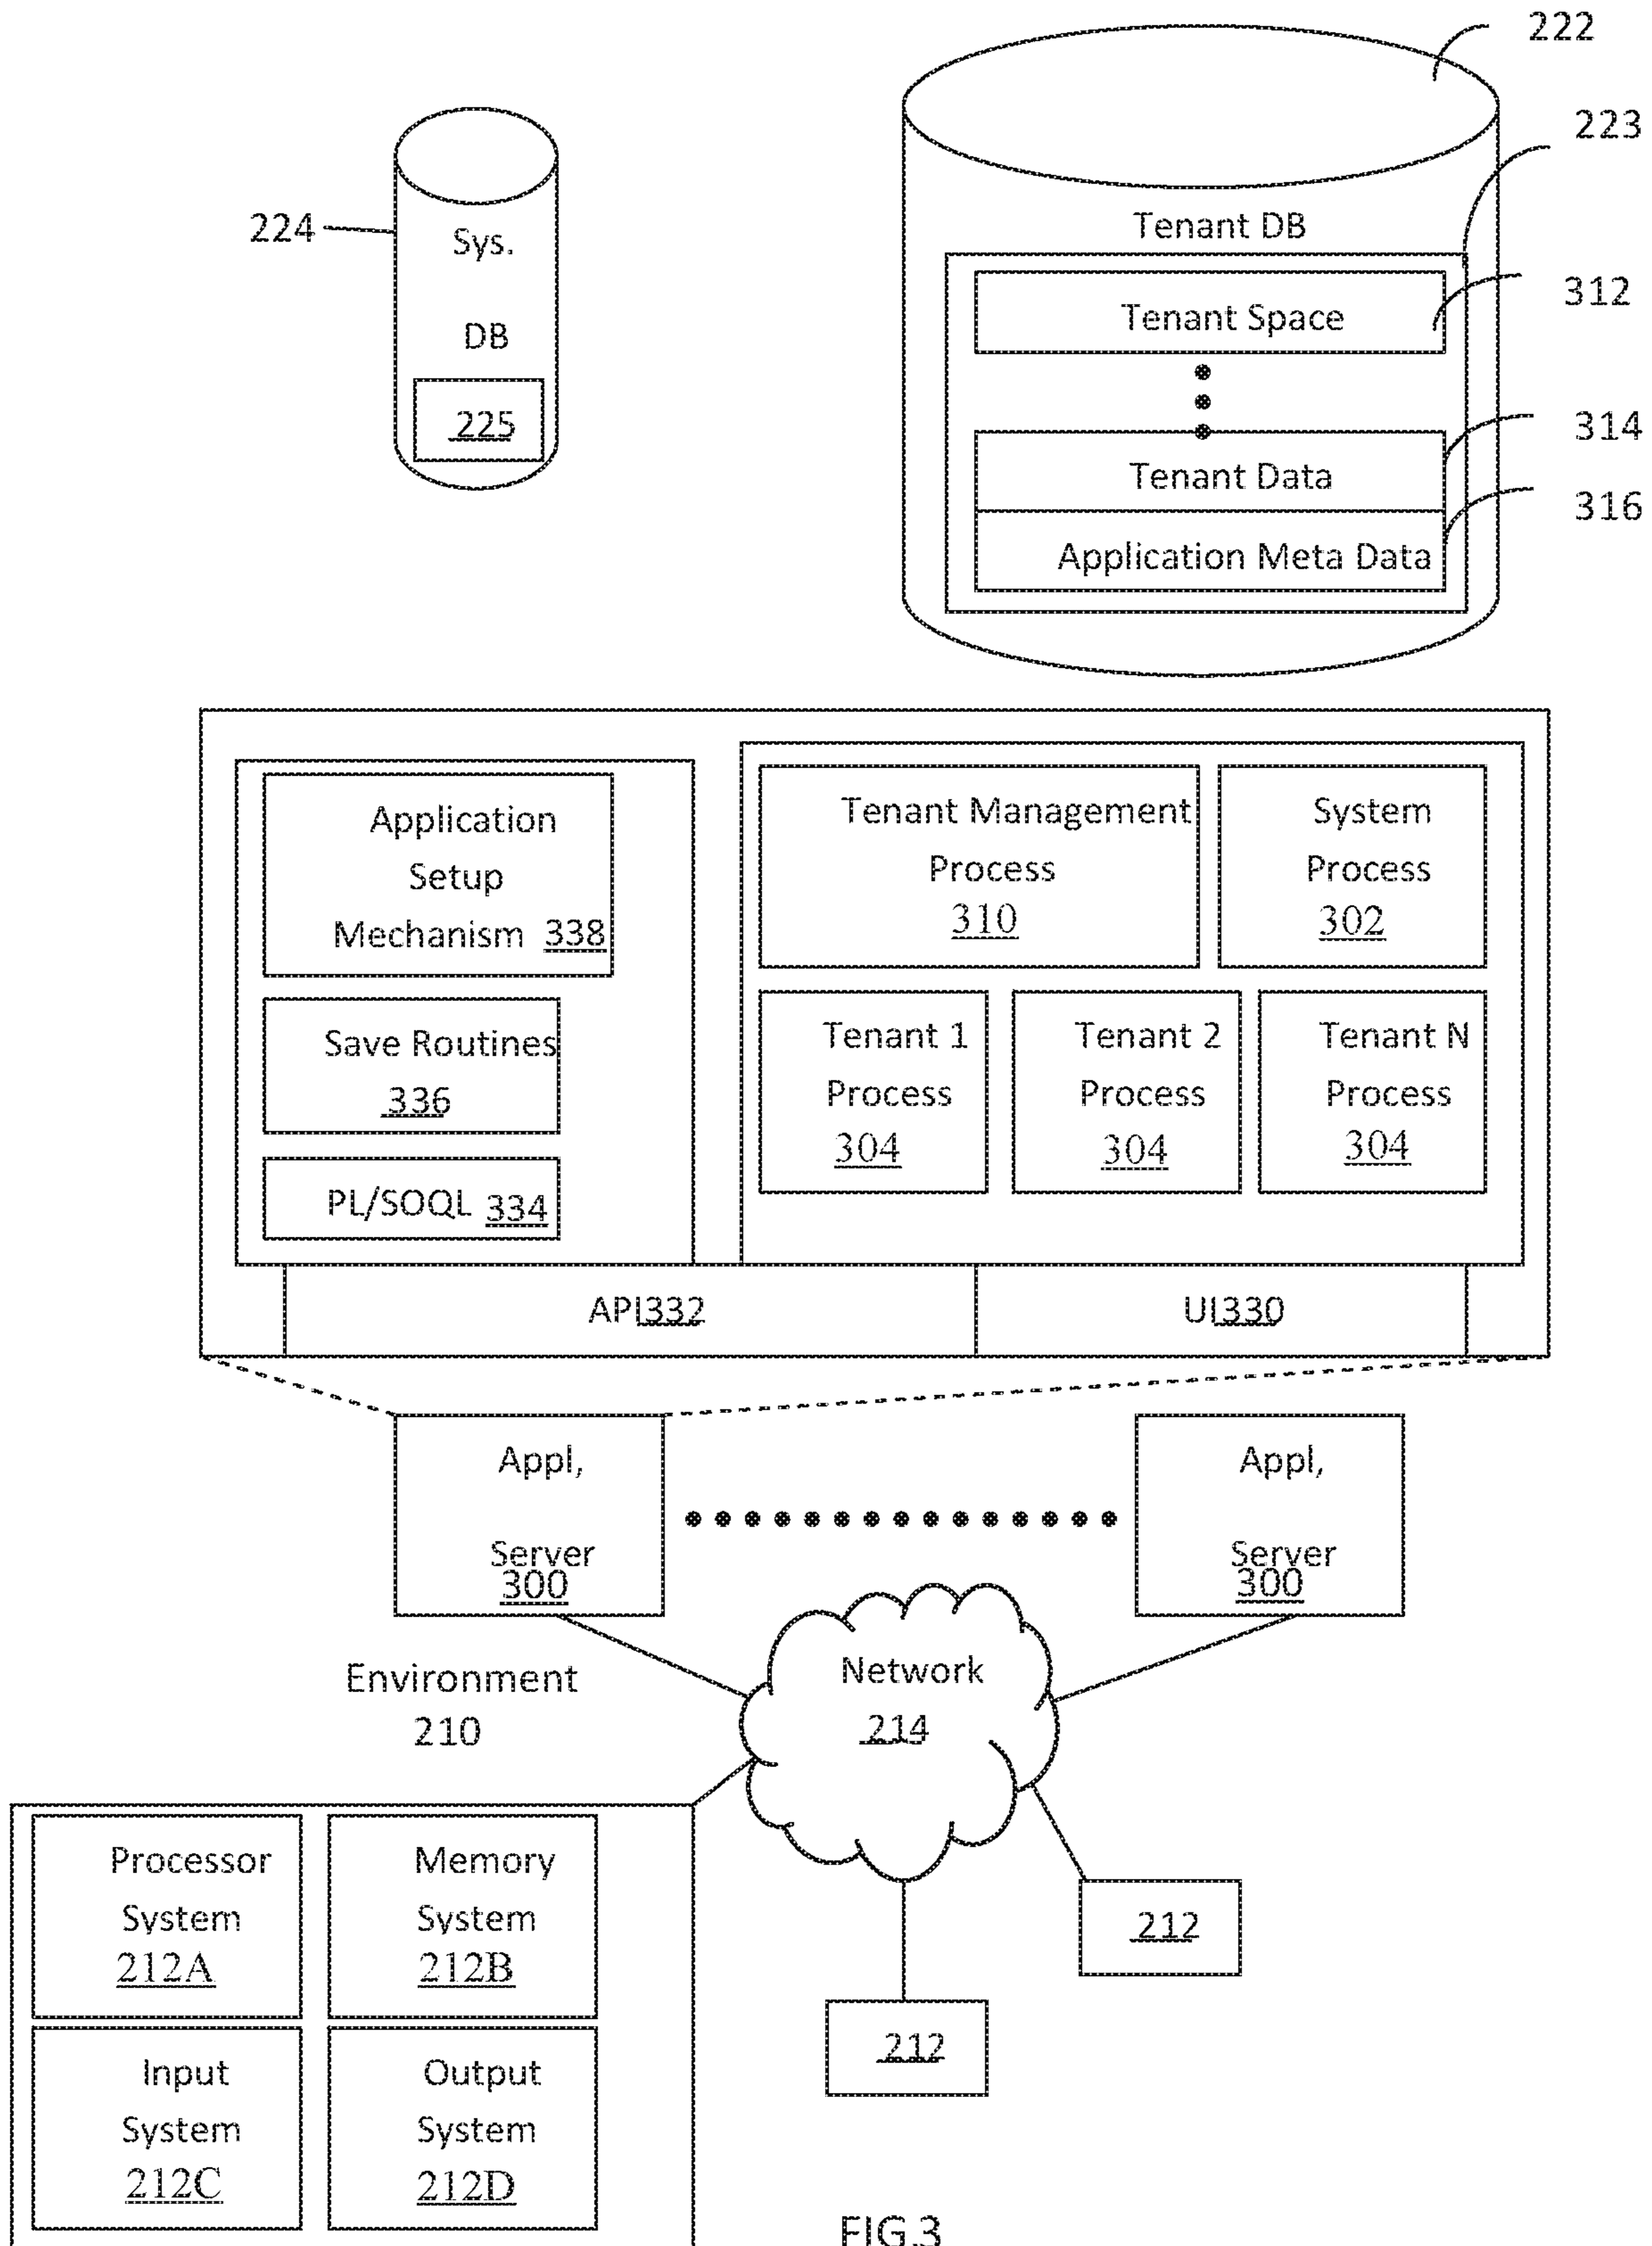 222
223
Tenant DB
224
Sys.
DB
225
Tenant Space
312
314
Tenant Data
316
Application Meta Data
Application
Setup
Mechanism 338
Save Routines
336
PL/SOQL 334
Tenant Management
Process
310
System
Process
302
Tenant 1
Process
304
Tenant 2
Process
304
Tenant N
Process
304
API332
UI330
Appl,
Server
300
Appl,
Server
300
Environment
210
Network
214
Processor
System
212A
Memory
System
212B
Input
System
212C
Output
System
212D
212
212
FIG.3